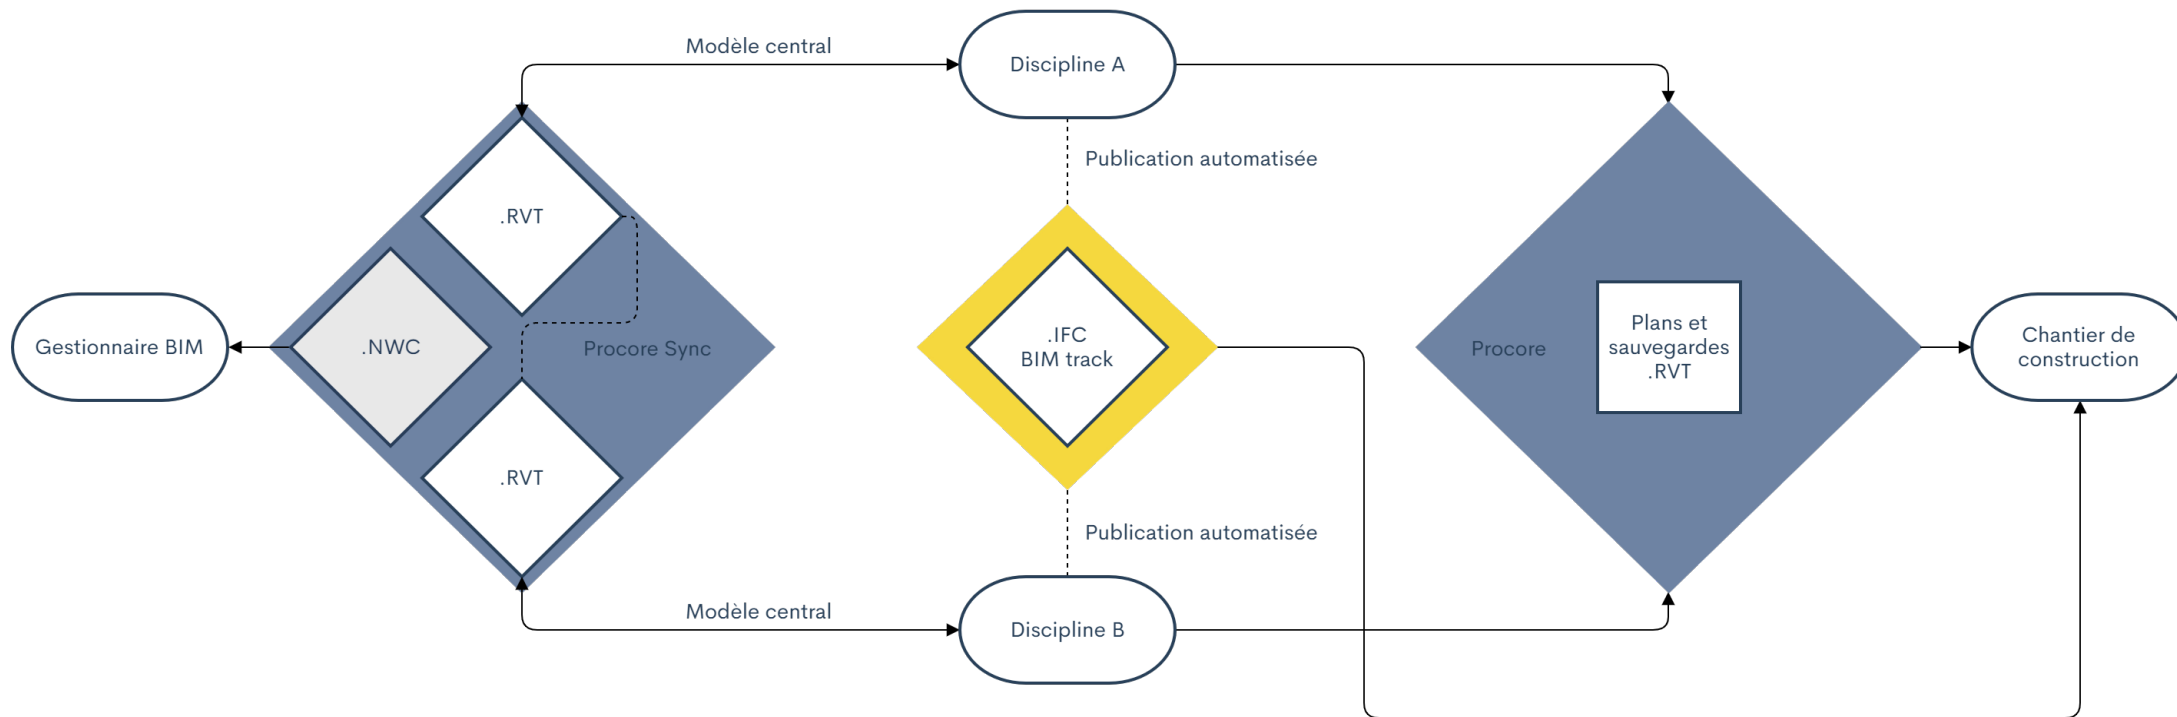 Modèle central
Discipline A
Publication automatisée
.RVT
Gestionnaire BIM
.NWC
Procore Sync
.IFC
BIM track
Procore
Plans et
sauvegardes
.RVT
Chantier de
construction
.RVT
Publication automatisée
Modèle central
Discipline B